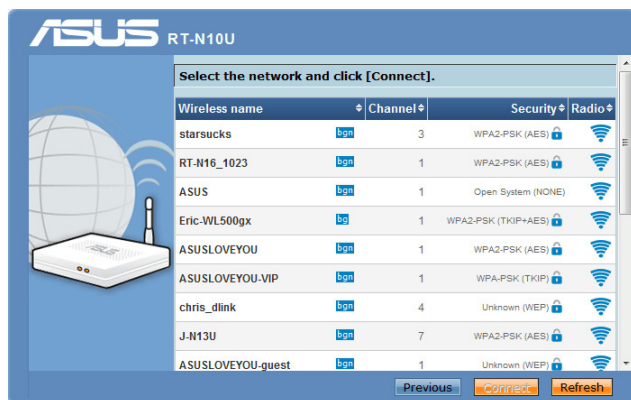 ASUS RT-N10U
Select the network and click [Connect].
Wireless name Channel Security Radio
starsucks bgn 3 WPA2-PSK (AES)
RT-N16_1023 bgn 1 WPA2-PSK (AES)
ASUS bgn 1 Open System (NONE)
Eric-WL500gx bg 1 WPA2-PSK (TKIP+AES)
ASUSLOVEYOU bgn 1 WPA2-PSK (AES)
ASUSLOVEYOU-VIP bgn 1 WPA-PSK (TKIP)
chris_dlink bgn 4 Unknown (WEP)
J-N13U bgn 7 WPA2-PSK (AES)
ASUSLOVEYOU-guest bgn 1 Unknown (WEP)
ASUS
Previous Connect Refresh